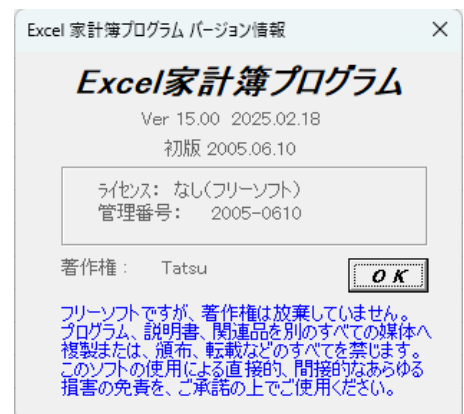 Excel 家計簿プログラム バージョン情報
Excel家計簿プログラム
Ver 15.00 2025.02.18
初版 2005.06.10
ライセンス: なし(フリーソフト)
管理番号: 2005-0610
著作権: Tatsu
OK
フリーソフトですが、著作権は放棄していません。
プログラム、説明書、関連品を別のすべての媒体へ
複製または、頒布、転載などのすべてを禁じます。
このソフトの使用による直接的、間接的なあらゆる
損害の免責を、ご承諾の上でご使用ください。